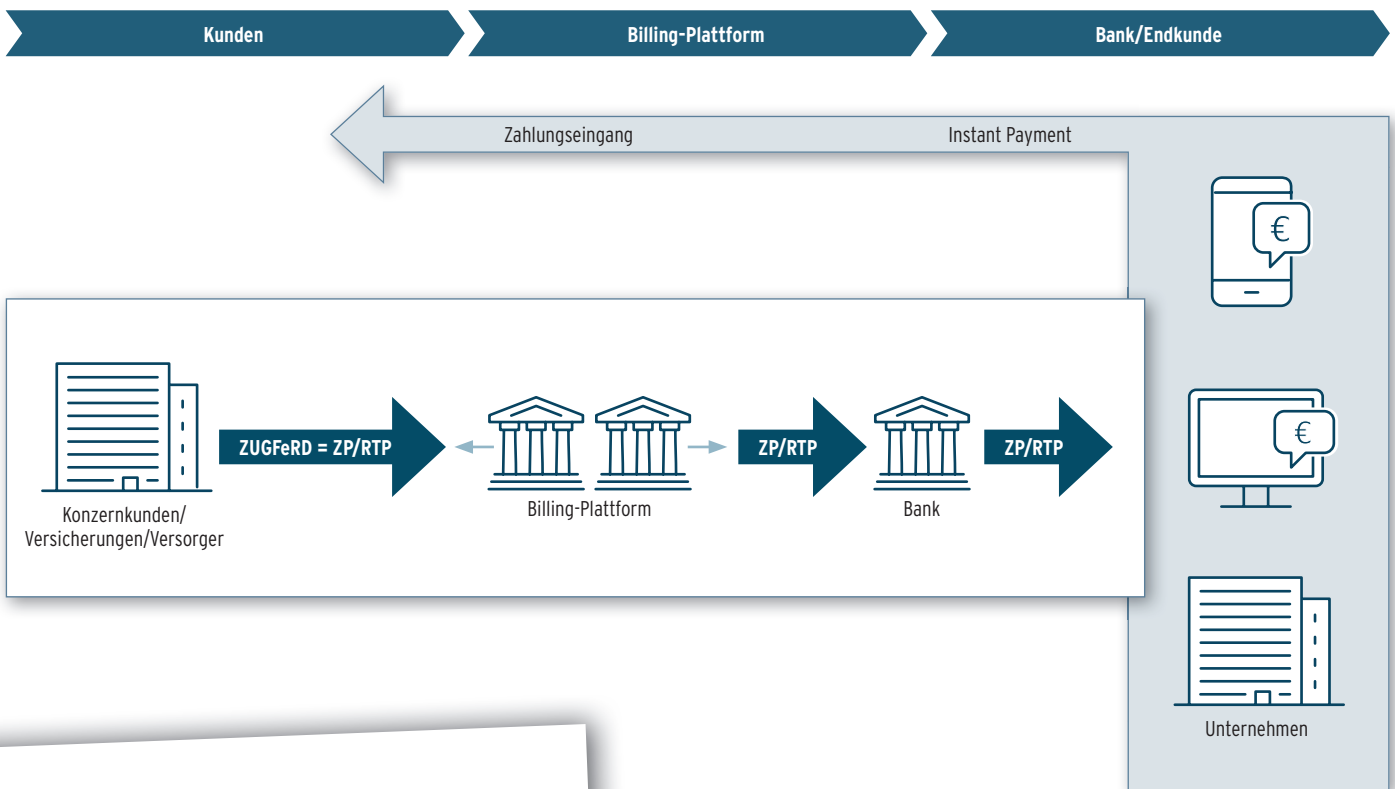 Kunden
Billing-Plattform
Bank/Endkunde
Zahlungseingang
Instant Payment
€
€
ZUGFeRD = ZP/RTP
ZP/RTP
ZP/RTP
Konzernkunden/
Versicherungen/Versorger
Billing-Plattform
Bank
Unternehmen